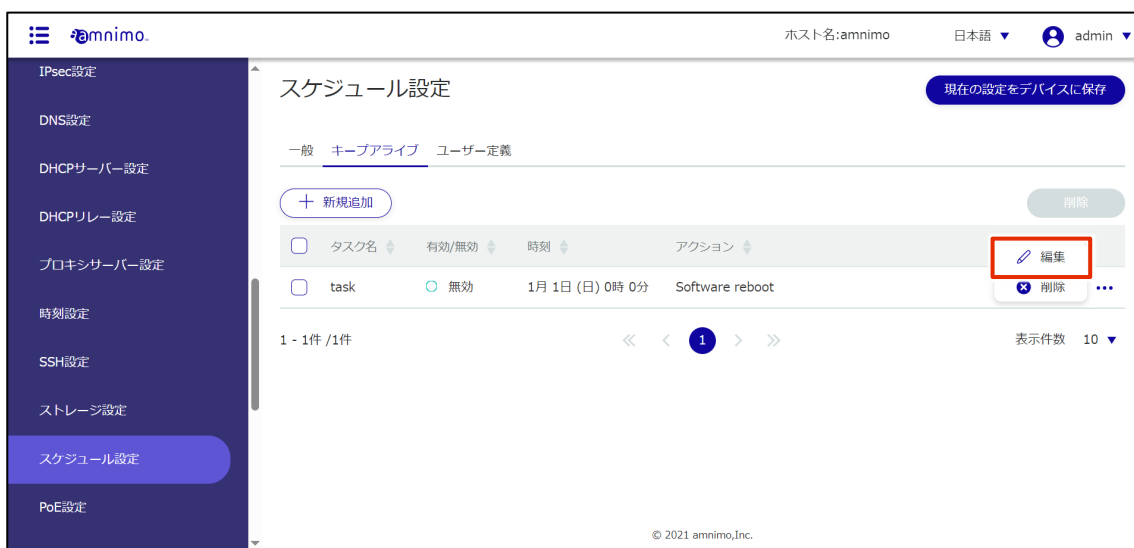 amnimo
ホスト名:amnimo
日本語 ▼
admin ▼
IPsec設定
DNS設定
DHCPサーバー設定
DHCPリレー設定
プロキシサーバー設定
時刻設定
SSH設定
ストレージ設定
スケジュール設定
PoE設定
スケジュール設定
現在の設定をデバイスに保存
一般 キープアライブ ユーザー定義
+ 新規追加
削除
タスク名 有効/無効 時刻 アクション
編集
task 無効 1月 1日 (日) 0時 0分 Software reboot
削除 •••
1 - 1件 /1件
« < 1 > »
表示件数 10 ▼
© 2021 amnimo,Inc.